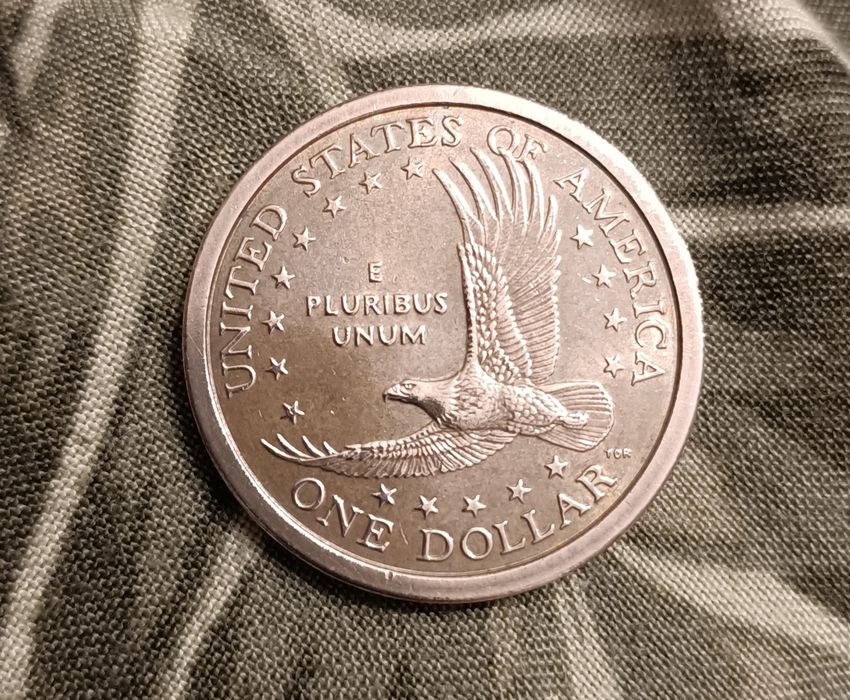 UNITED STATES OF AMERICA
E
PLURIBUS
UNUM
TDR
ONE DOLLAR